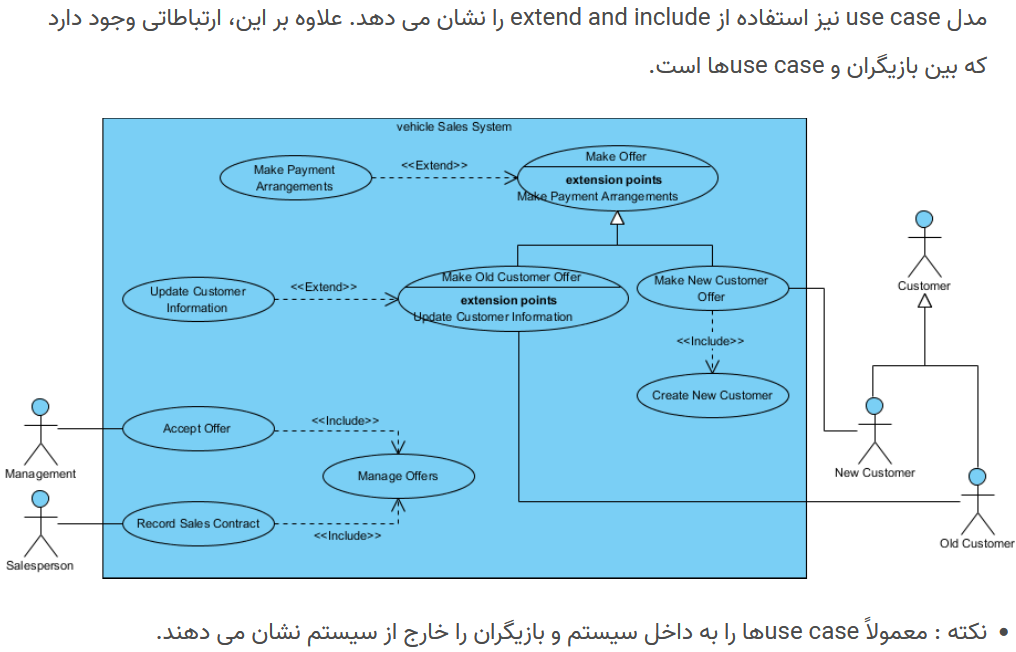 مدل use case نیز استفاده از extend and include را نشان می دهد. علاوه بر این، ارتباطاتی وجود دارد
که بین بازیگران و use caseها است.
vehicle Sales System
Make Payment
Arrangements
<<Extend>>
Make Offer
extension points
Make Payment Arrangements
Update Customer
Information
<<Extend>>
Make Old Customer Offer
extension points
Update Customer Information
Make New Customer
Offer
<<Include>>
Create New Customer
Customer
Accept Offer
<<Include>>
Manage Offers
Record Sales Contract
<<Include>>
Management
Salesperson
New Customer
Old Customer
• نکته : معمولاً use caseها را به داخل سیستم و بازیگران را خارج از سیستم نشان می دهند.